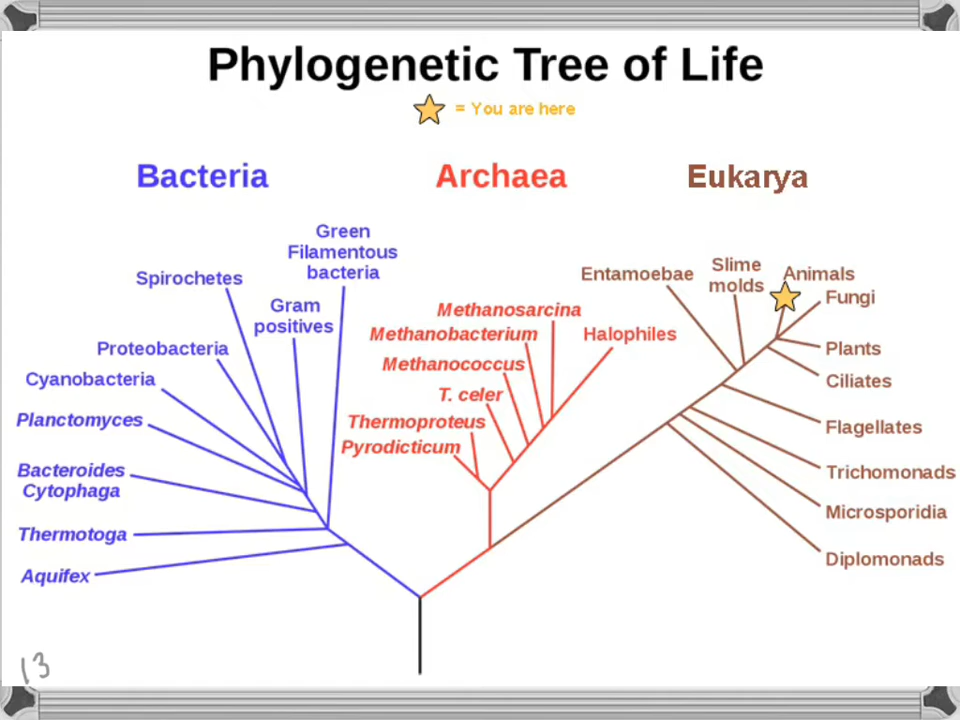 Phylogenetic Tree of Life
= You are here
Bacteria
Archaea
Eukarya
Green
Filamentous
bacteria
Spirochetes
Gram
positives
Proteobacteria
Cyanobacteria
Planctomyces
Bacteroides
Cytophaga
Thermotoga
Aquifex
Methanosarcina
Methanobacterium
Halophiles
Methanococcus
T. celer
Thermoproteus
Pyrodicticum
Entamoebae
Slime
molds
Animals
Fungi
Plants
Ciliates
Flagellates
Trichomonads
Microsporidia
Diplomonads
13